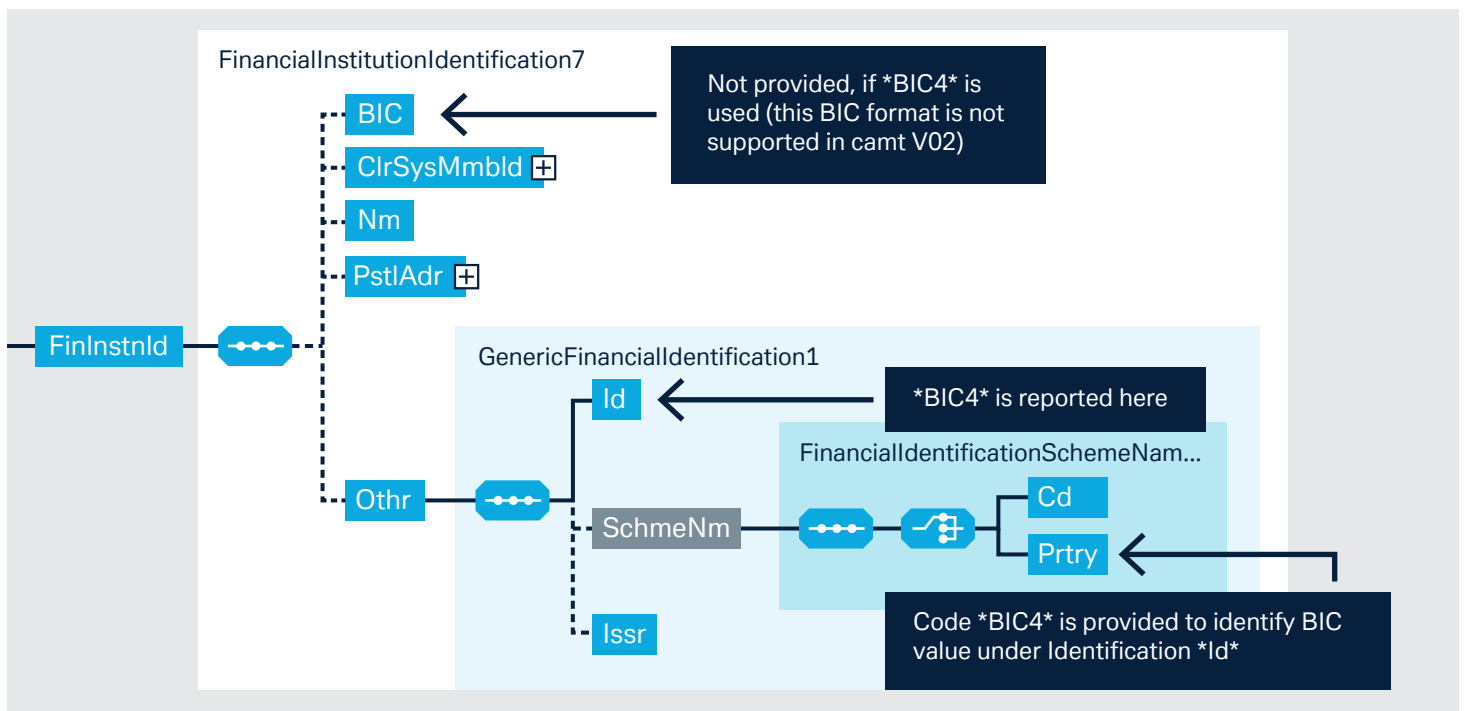 FinancialInstitutionIdentification7
BIC
Not provided, if *BIC4* is
used (this BIC format is not
supported in camt V02)
ClrSysMmbId
Nm
PstlAdr
FinInstnId
GenericFinancialIdentification1
Id
*BIC4* is reported here
FinancialIdentificationSchemeNam...
Othr
Cd
SchmeNm
Prtry
Issr
Code *BIC4* is provided to identify BIC
value under Identification *Id*